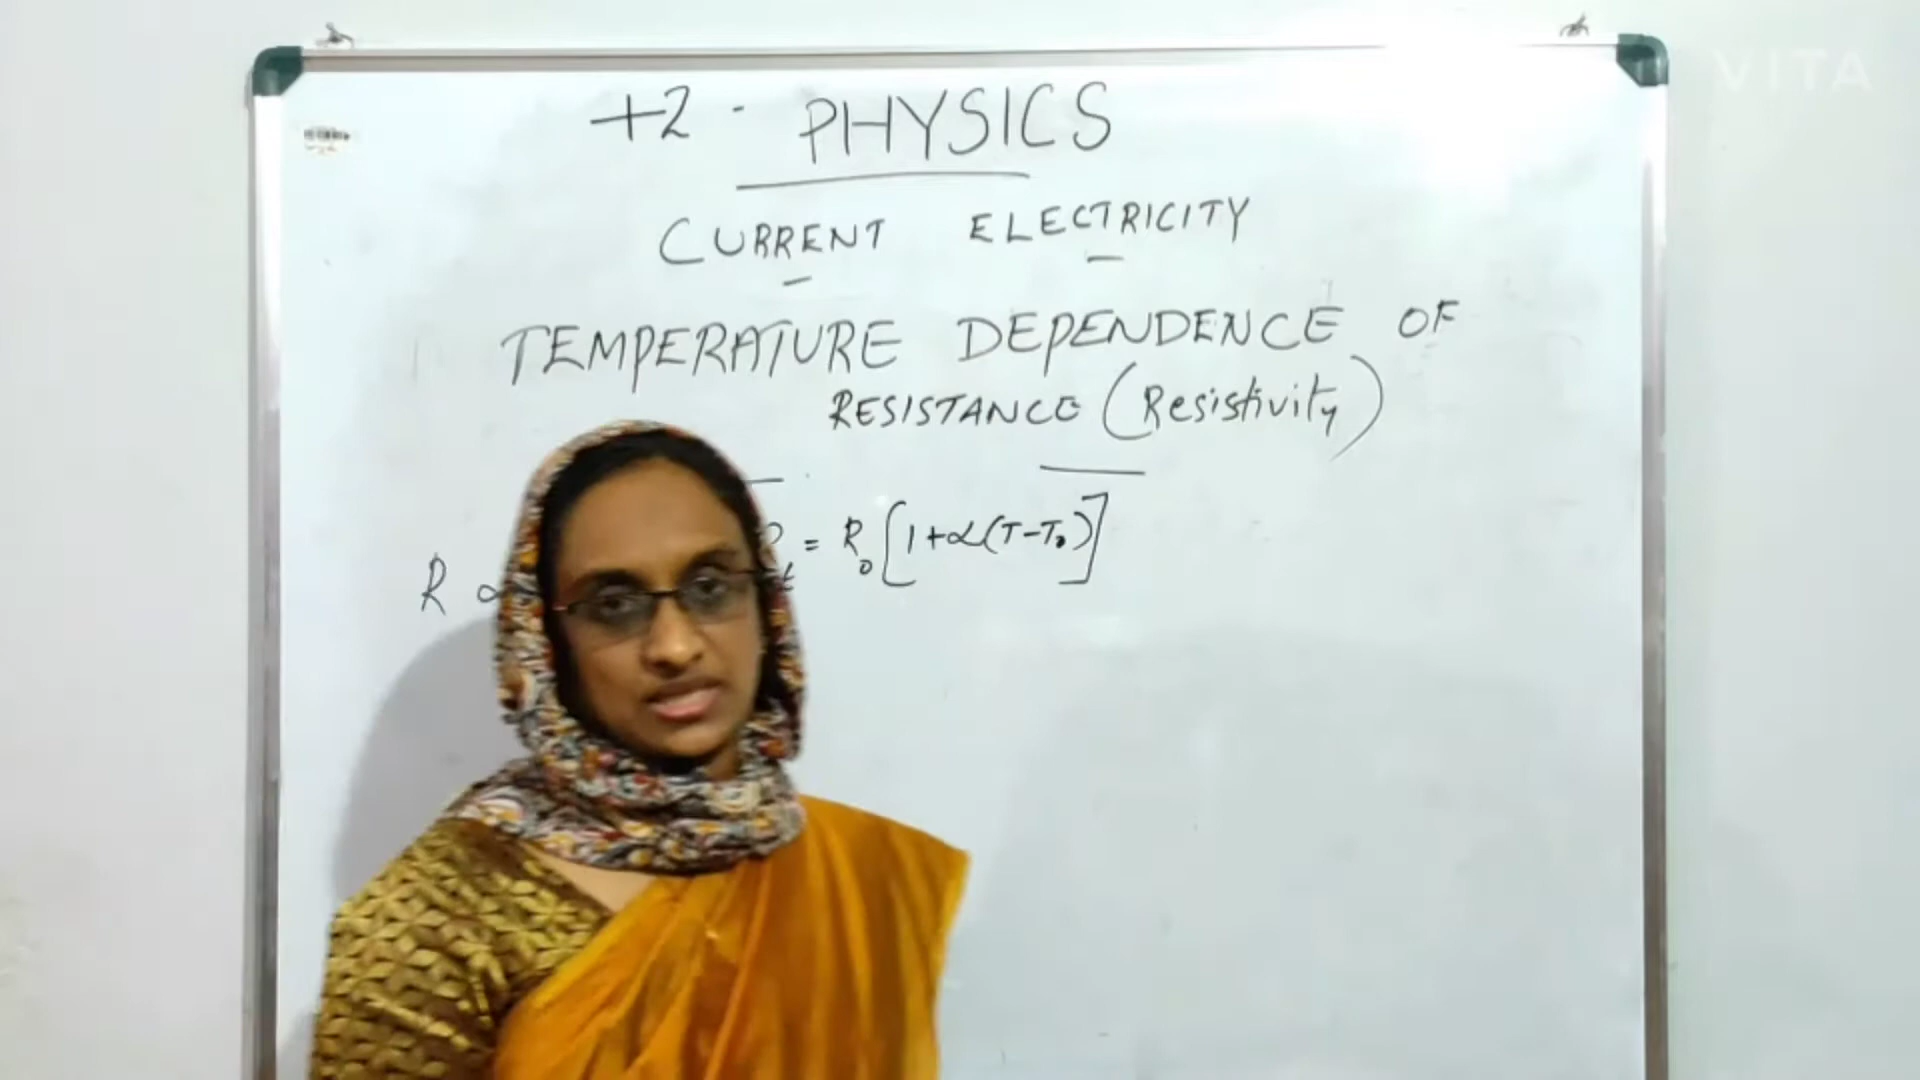 VITA
+2 - PHYSICS
CURRENT ELECTRICITY
TEMPERATURE DEPENDENCE OF
RESISTANCE (Resistivity)
= R₀[1+α(T-T₀)]
R α